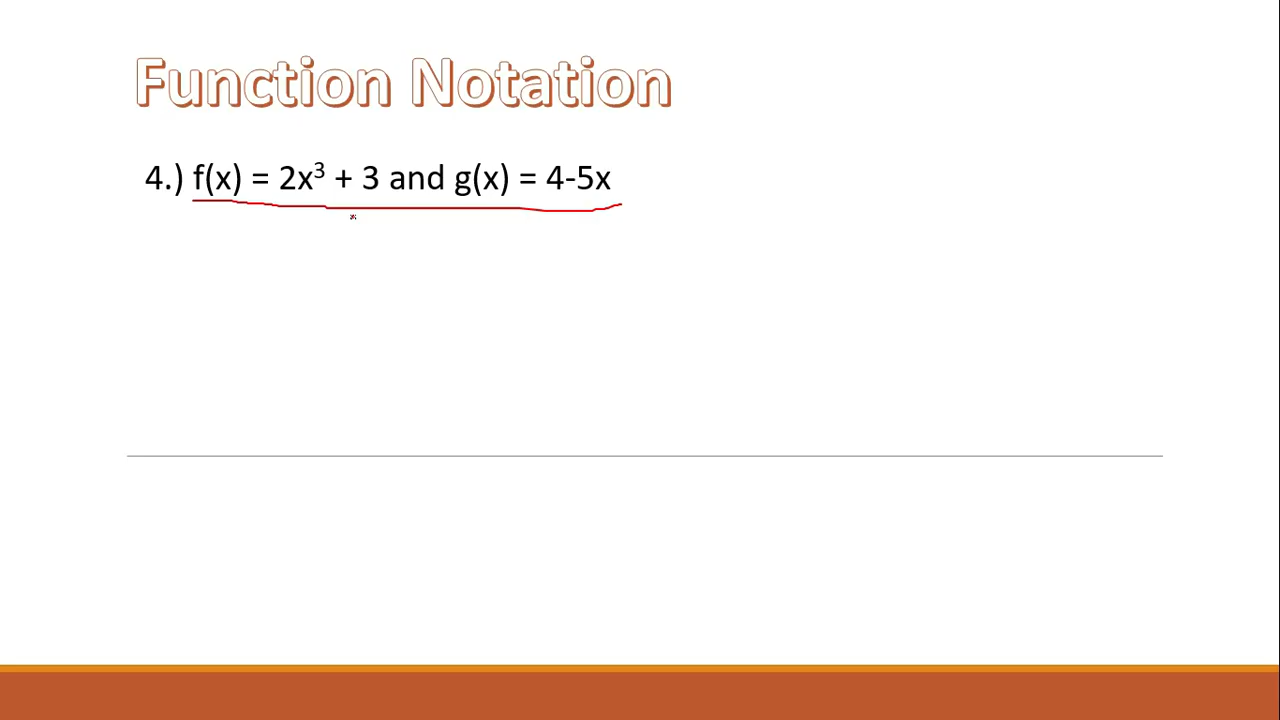 Function Notation
4.) f(x) = 2x³ + 3 and g(x) = 4-5x